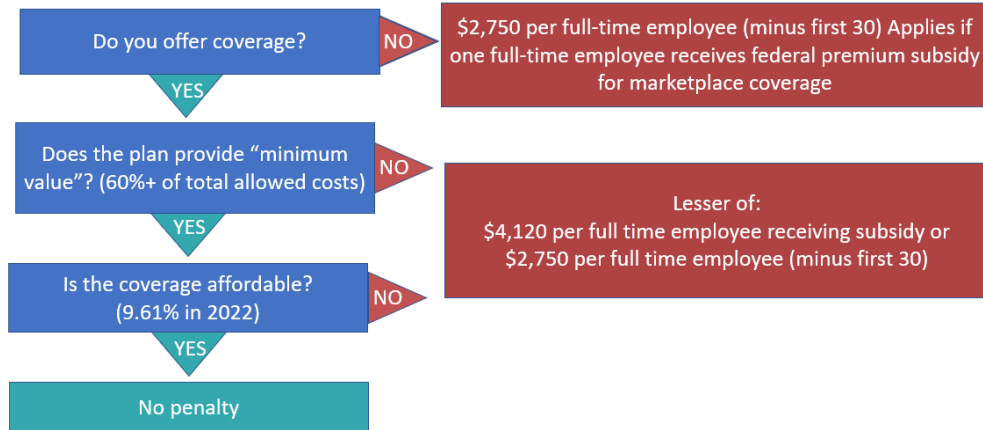 Do you offer coverage?
NO
$2,750 per full-time employee (minus first 30) Applies if
one full-time employee receives federal premium subsidy
for marketplace coverage
YES
Does the plan provide “minimum
value”? (60%+ of total allowed costs)
NO
Lesser of:
$4,120 per full time employee receiving subsidy or
$2,750 per full time employee (minus first 30)
YES
Is the coverage affordable?
(9.61% in 2022)
NO
YES
No penalty